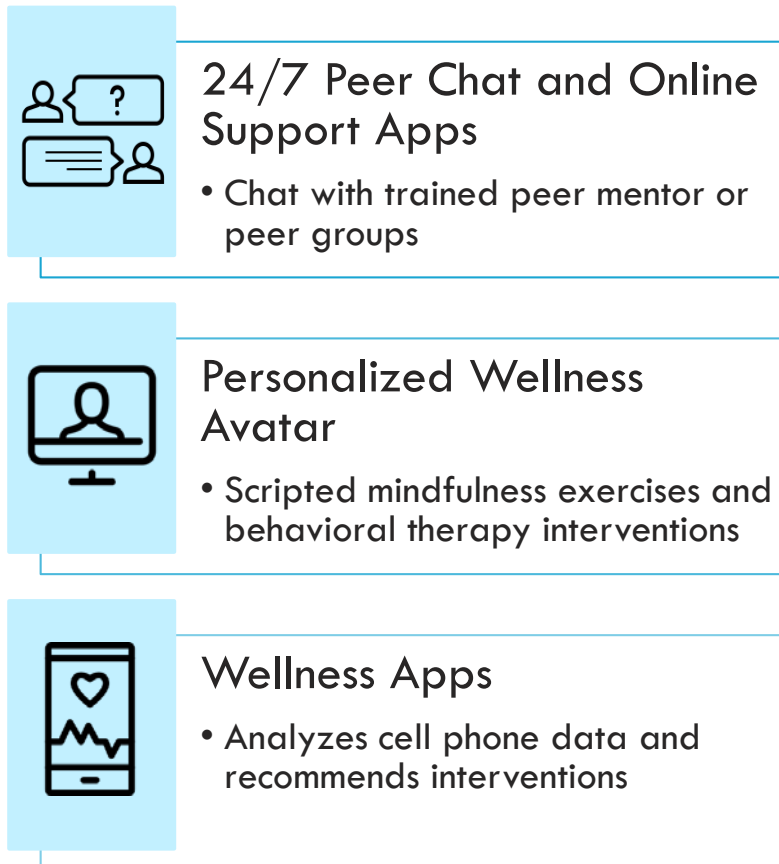 ?
24/7 Peer Chat and Online
Support Apps
• Chat with trained peer mentor or
peer groups
Personalized Wellness
Avatar
• Scripted mindfulness exercises and
behavioral therapy interventions
Wellness Apps
• Analyzes cell phone data and
recommends interventions